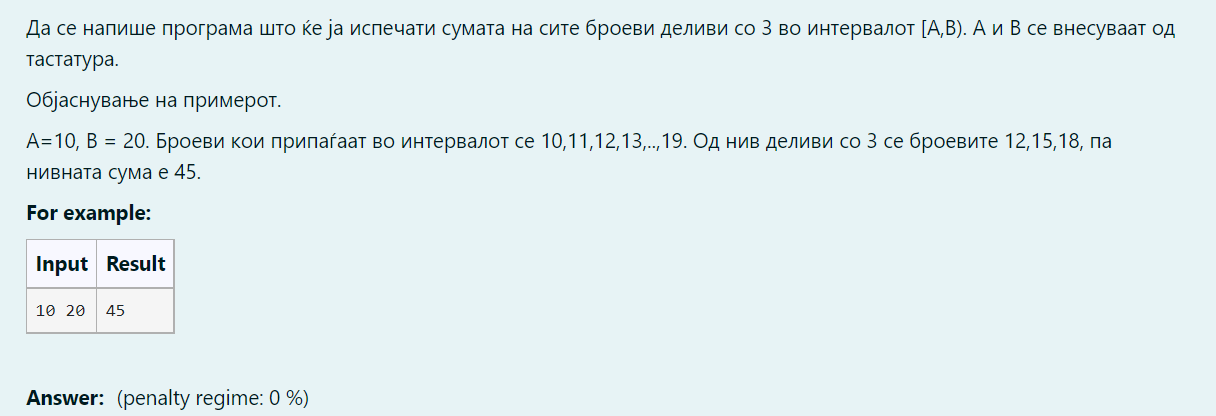 Да се напише програма што ќе ја испечати сумата на сите броеви деливи со 3 во интервалот [A,B). А и В се внесуваат од
тастатура.
Објаснување на примерот.
А=10, В = 20. Броеви кои припаѓаат во интервалот се 10,11,12,13,..,19. Од нив деливи со 3 се броевите 12,15,18, па
нивната сума е 45.
For example:
Input Result
10 20 45
Answer: (penalty regime: 0 %)